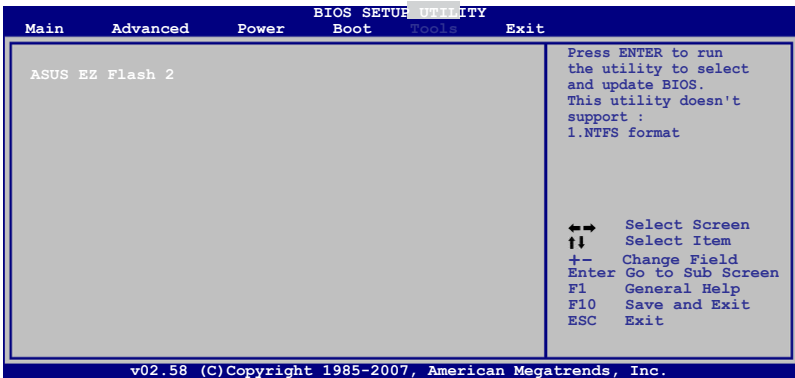 BIOS SETUP UTILITY
Main Advanced Power Boot Tools Exit
ASUS EZ Flash 2
Press ENTER to run
the utility to select
and update BIOS.
This utility doesn't
support :
1.NTFS format
←→ Select Screen
↑↓ Select Item
+- Change Field
Enter Go to Sub Screen
F1 General Help
F10 Save and Exit
ESC Exit
v02.58 (C)Copyright 1985-2007, American Megatrends, Inc.